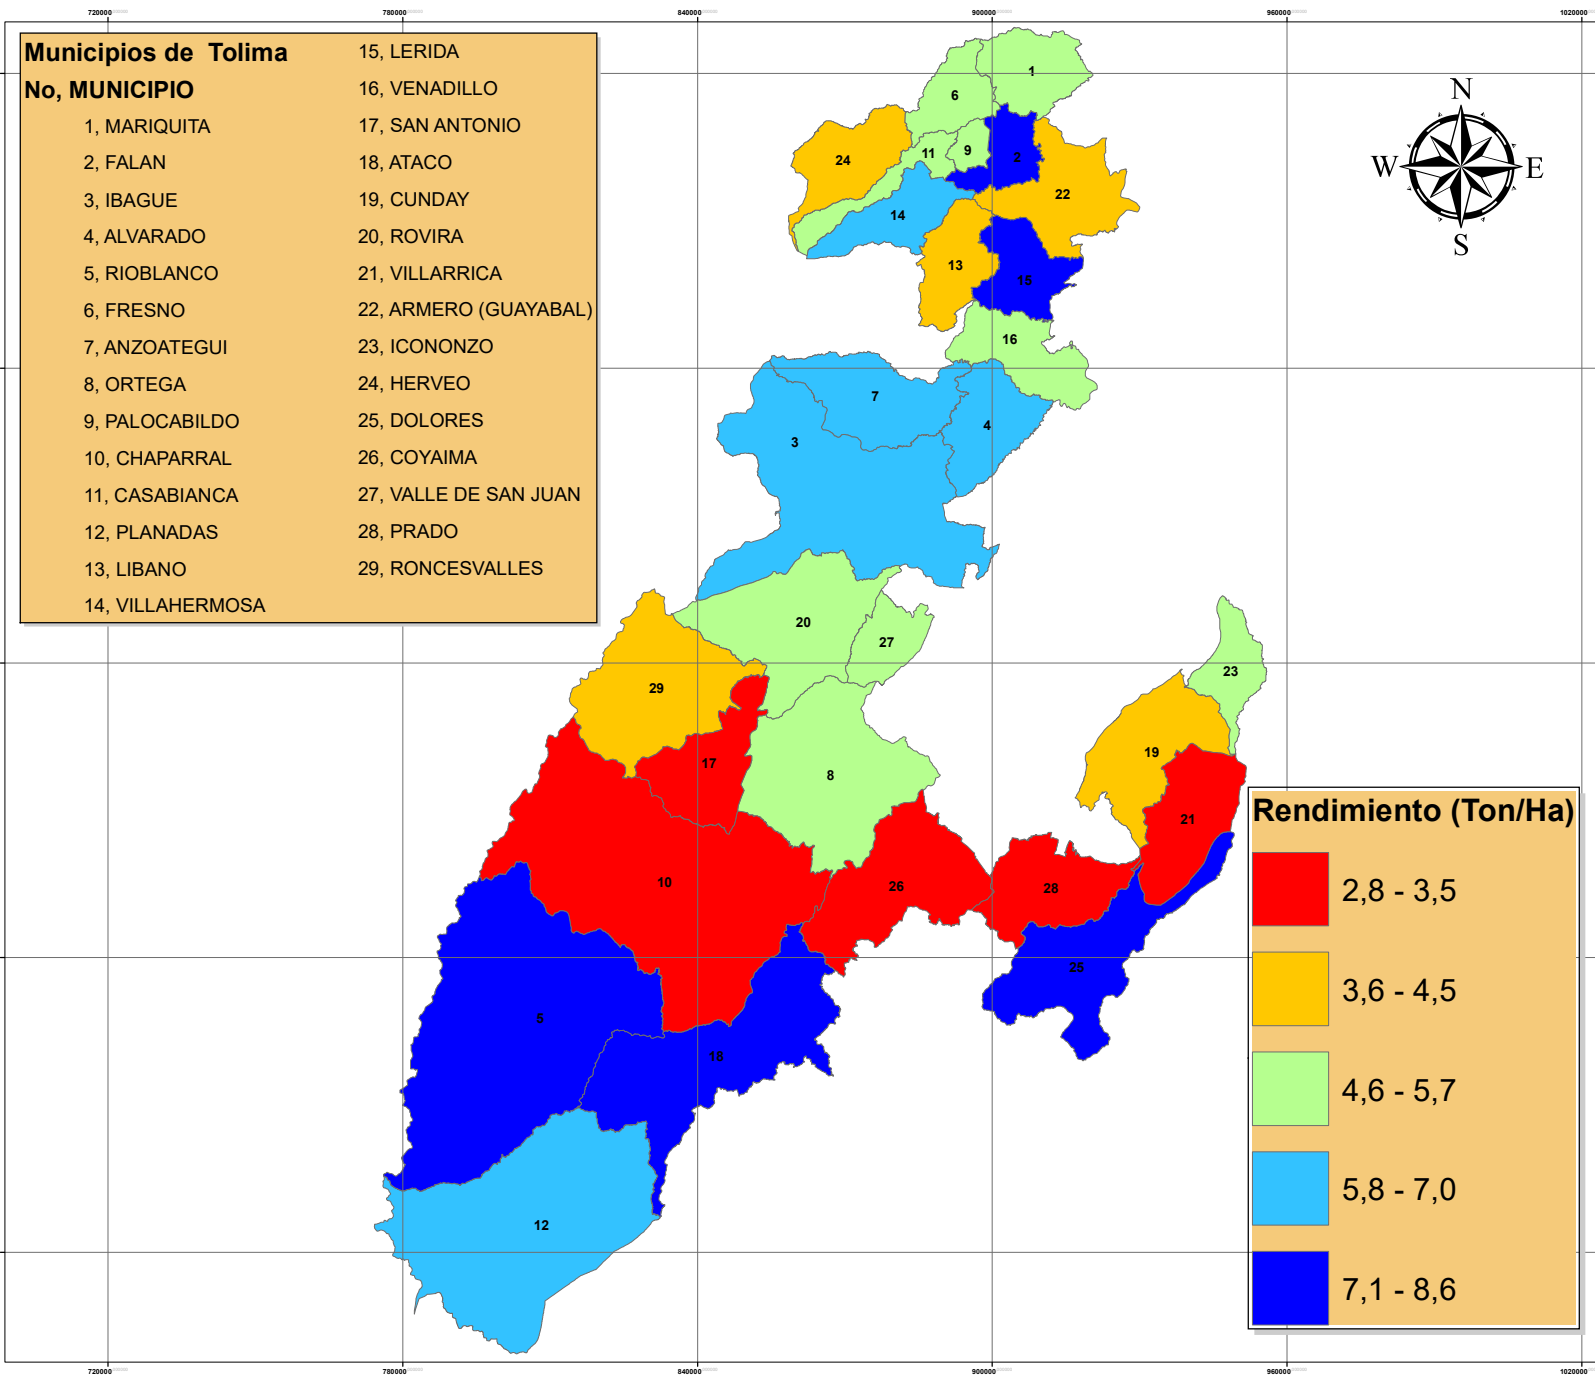 720000 780000 840000 900000 960000 1020000
Municipios de Tolima
No, MUNICIPIO
1, MARIQUITA
2, FALAN
3, IBAGUE
4, ALVARADO
5, RIOBLANCO
6, FRESNO
7, ANZOATEGUI
8, ORTEGA
9, PALOCABILDO
10, CHAPARRAL
11, CASABIANCA
12, PLANADAS
13, LIBANO
14, VILLAHERMOSA
15, LERIDA
16, VENADILLO
17, SAN ANTONIO
18, ATACO
19, CUNDAY
20, ROVIRA
21, VILLARRICA
22, ARMERO (GUAYABAL)
23, ICONONZO
24, HERVEO
25, DOLORES
26, COYAIMA
27, VALLE DE SAN JUAN
28, PRADO
29, RONCESVALLES
N
W E
S
1
6
24
11
9
2
22
14
13
15
16
7
3
4
20
27
29
23
17
8
19
21
10
26
28
25
5
18
12
Rendimiento (Ton/Ha)
2,8 - 3,5
3,6 - 4,5
4,6 - 5,7
5,8 - 7,0
7,1 - 8,6
720000 780000 840000 900000 960000 1020000